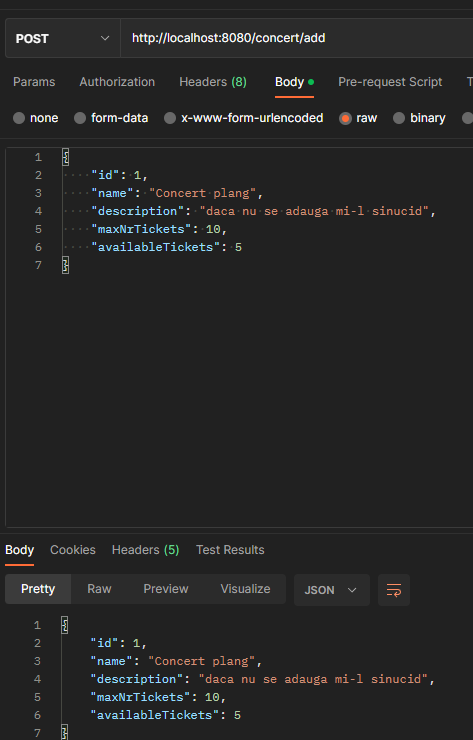 POST http://localhost:8080/concert/add
Params Authorization Headers (8) Body Pre-request Script
none form-data x-www-form-urlencoded raw binary
1 {
2 "id": 1,
3 "name": "Concert plang",
4 "description": "daca nu se adauga mi-l sinucid",
5 "maxNrTickets": 10,
6 "availableTickets": 5
7 }
Body Cookies Headers (5) Test Results
Pretty Raw Preview Visualize JSON
1 {
2 "id": 1,
3 "name": "Concert plang",
4 "description": "daca nu se adauga mi-l sinucid",
5 "maxNrTickets": 10,
6 "availableTickets": 5
7 }